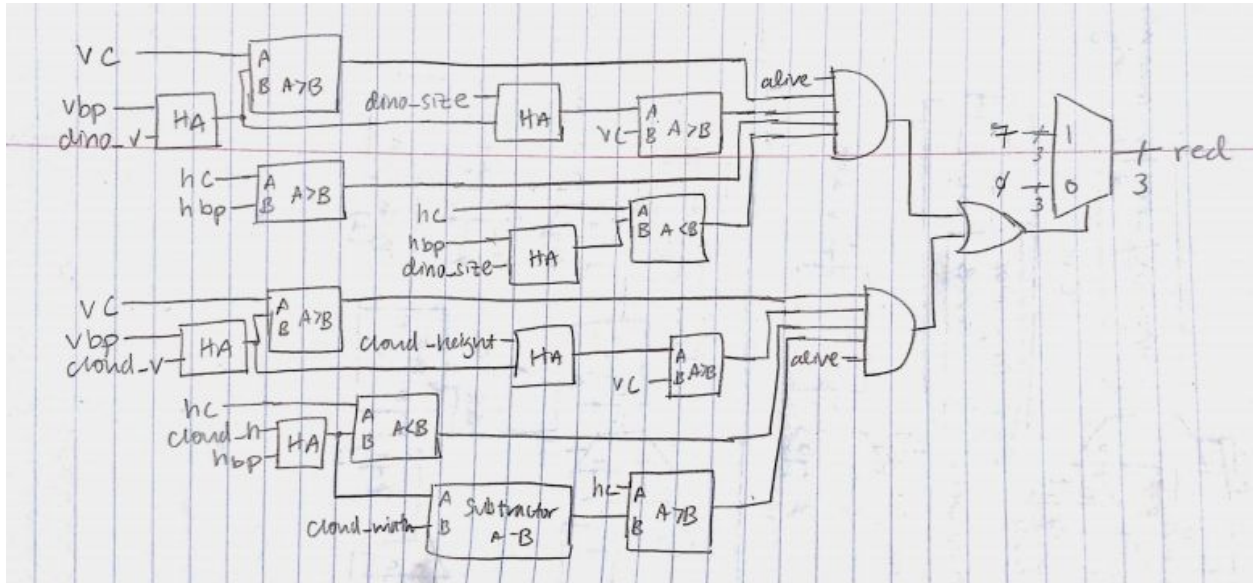 VC
A
B A>B
vbp
dino_v
HA
dino_size
HA
A
VC B A>B
alive
hc
hbp
A
B A>B
hc
A
B A<B
hbp
dino_size
HA
7
3
1
0
3
0
3
red
VC
A
B A>B
vbp
cloud_v
HA
cloud_height
HA
A
VC B A>B
alive
hc
A
B A<B
cloud_h
hbp
HA
cloud_width
A
B
Subtractor
A-B
hc A
B A>B